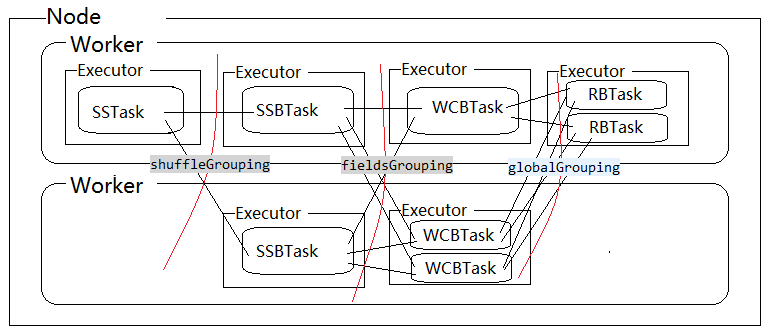 Node
Worker
Executor
Executor
Executor
Executor
SSTask
SSBTask
WCBTask
RBTask
RBTask
shuffleGrouping
fieldsGrouping
globalGrouping
Worker
Executor
Executor
SSBTask
WCBTask
WCBTask